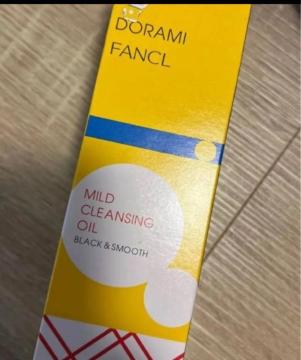 DORAMI
FANCL
MILD
CLEANSING
OIL
BLACK & SMOOTH